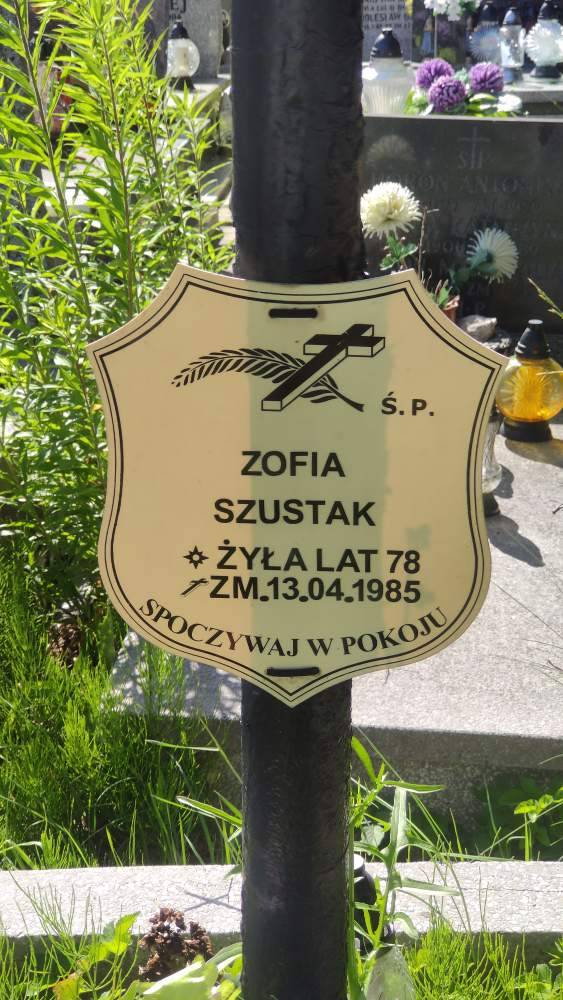 Ś.P.
ZOFIA
SZUSTAK
ŻYŁA LAT 78
ZM.13.04.1985
SPOCZYWAJ W POKOJU